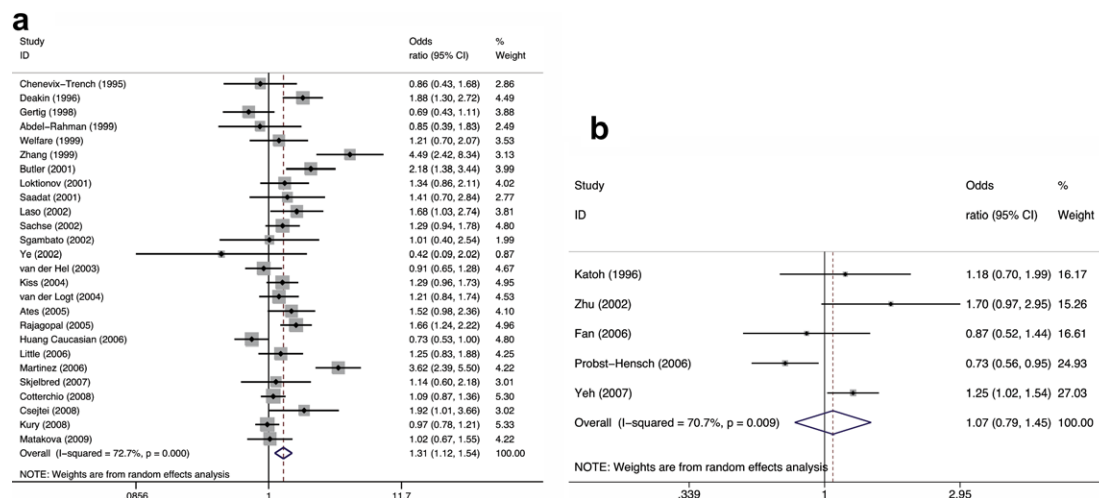 a
Study Odds %
ID ratio (95% CI) Weight
Chenevix-Trench (1995) 0.86 (0.43, 1.68) 2.86
Deakin (1996) 1.88 (1.30, 2.72) 4.49
Gertig (1998) 0.69 (0.43, 1.11) 3.88
Abdel-Rahman (1999) 0.85 (0.39, 1.83) 2.49
Welfare (1999) 1.21 (0.70, 2.07) 3.53
Zhang (1999) 4.49 (2.42, 8.34) 3.13
Butler (2001) 2.18 (1.38, 3.44) 3.99
Loktionov (2001) 1.34 (0.86, 2.11) 4.02
Saadat (2001) 1.41 (0.70, 2.84) 2.77
Laso (2002) 1.68 (1.03, 2.74) 3.81
Sachse (2002) 1.29 (0.94, 1.78) 4.80
Sgambato (2002) 1.01 (0.40, 2.54) 1.99
Ye (2002) 0.42 (0.09, 2.02) 0.87
van der Hel (2003) 0.91 (0.65, 1.28) 4.67
Kiss (2004) 1.29 (0.96, 1.73) 4.95
van der Logt (2004) 1.21 (0.84, 1.74) 4.53
Ates (2005) 1.52 (0.98, 2.36) 4.10
Rajagopal (2005) 1.66 (1.24, 2.22) 4.96
Huang Caucasian (2006) 0.73 (0.53, 1.00) 4.80
Little (2006) 1.25 (0.83, 1.88) 4.25
Martinez (2006) 3.62 (2.39, 5.50) 4.22
Skjelbred (2007) 1.14 (0.60, 2.18) 3.01
Cotterchio (2008) 1.09 (0.87, 1.36) 5.30
Csejtei (2008) 1.92 (1.01, 3.66) 3.02
Kury (2008) 0.97 (0.78, 1.21) 5.33
Matakova (2009) 1.02 (0.67, 1.55) 4.22
Overall (I-squared = 72.7%, p = 0.000) 1.31 (1.12, 1.54) 100.00
NOTE: Weights are from random effects analysis
0856 1 11.7
b
Study Odds %
ID ratio (95% CI) Weight
Katoh (1996) 1.18 (0.70, 1.99) 16.17
Zhu (2002) 1.70 (0.97, 2.95) 15.26
Fan (2006) 0.87 (0.52, 1.44) 16.61
Probst-Hensch (2006) 0.73 (0.56, 0.95) 24.93
Yeh (2007) 1.25 (1.02, 1.54) 27.03
Overall (I-squared = 70.7%, p = 0.009) 1.07 (0.79, 1.45) 100.00
NOTE: Weights are from random effects analysis
.339 1 2.95